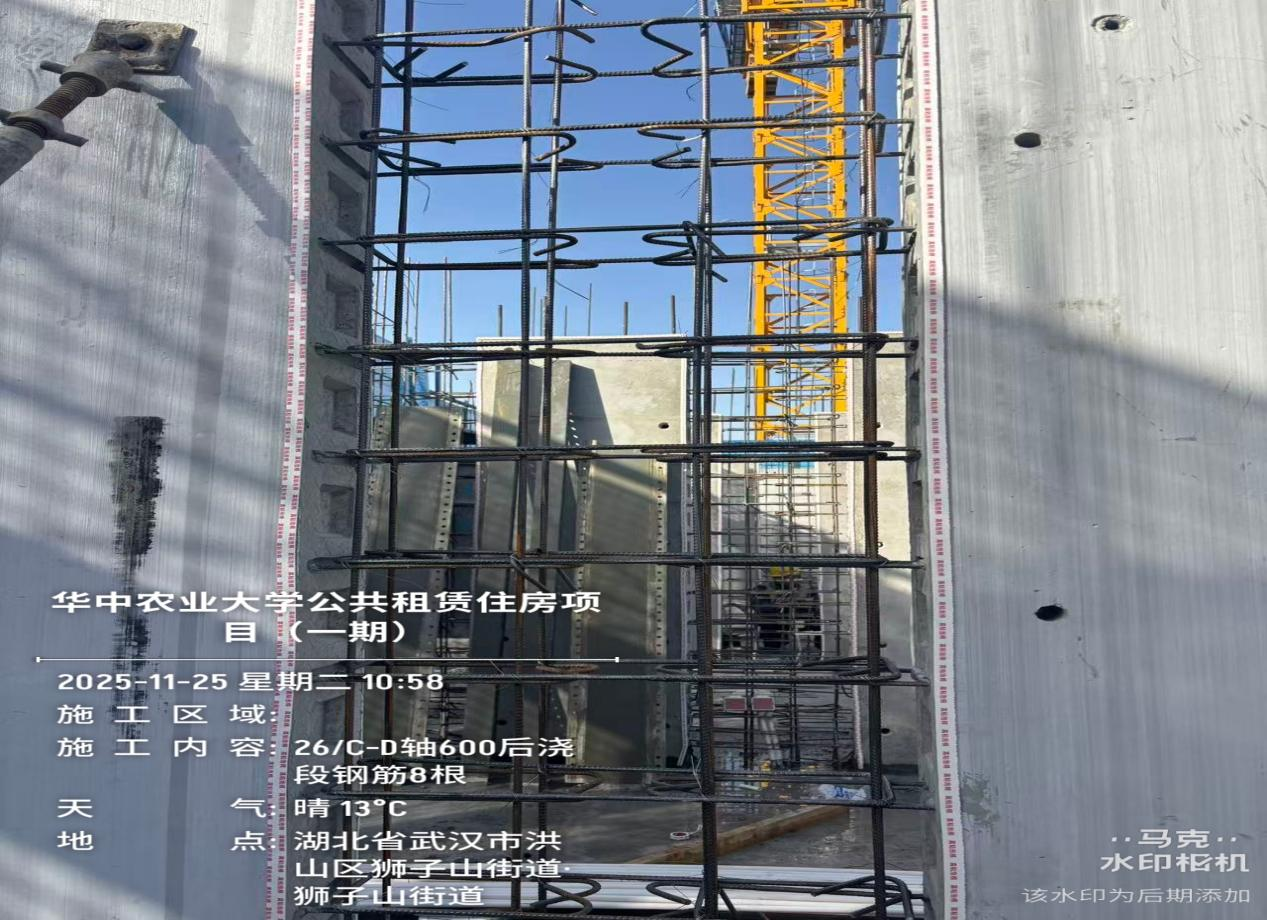 华中农业大学公共租赁住房项
目（一期）
2025-11-25 星期二 10:58
施工区域:
施工内容: 26/C-D轴600后浇
段钢筋8根
天气: 晴 13°C
地点: 湖北省武汉市洪
山区狮子山街道·
狮子山街道
马克
水印相机
该水印为后期添加